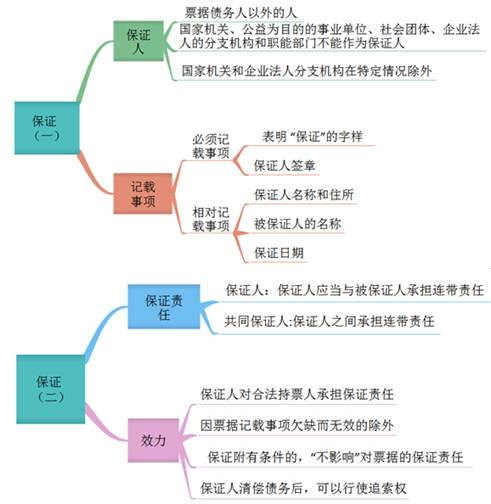 保证
（一）
保证
人
票据债务人以外的人
国家机关、公益为目的的事业单位、社会团体、企业法
人的分支机构和职能部门不能作为保证人
国家机关和企业法人分支机构在特定情况除外
记载
事项
必须记
载事项
表明 “保证”的字样
保证人签章
相对记
载事项
保证人名称和住所
被保证人的名称
保证日期
保证
（二）
保证责
任
保证人：保证人应当与被保证人承担连带责任
共同保证人:保证人之间承担连带责任
效力
保证人对合法持票人承担保证责任
因票据记载事项欠缺而无效的除外
保证附有条件的，“不影响”对票据的保证责任
保证人清偿债务后，可以行使追索权